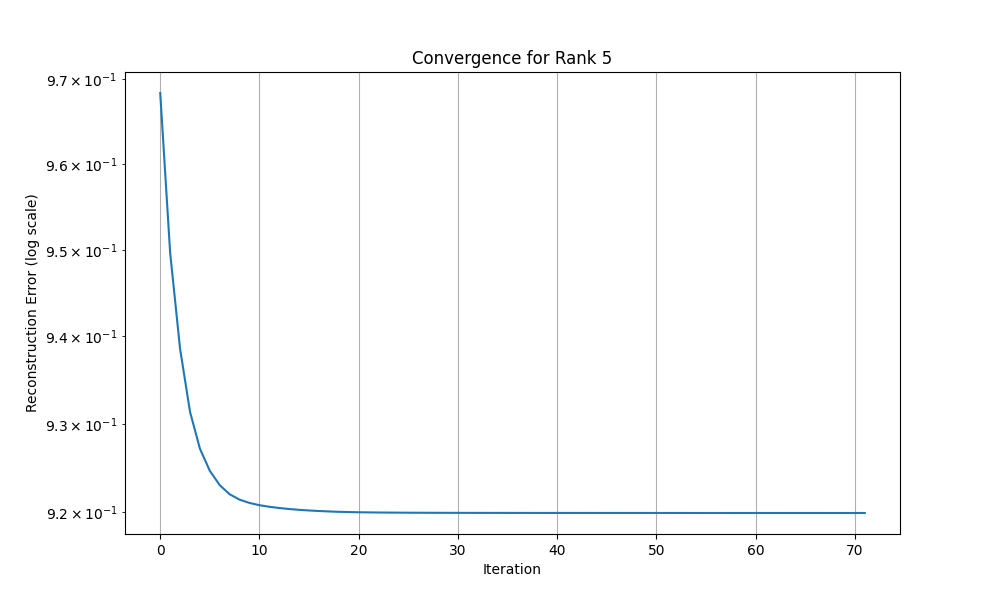 Convergence for Rank 5
Reconstruction Error (log scale)
9.7 × 10⁻¹
9.6 × 10⁻¹
9.5 × 10⁻¹
9.4 × 10⁻¹
9.3 × 10⁻¹
9.2 × 10⁻¹
0 10 20 30 40 50 60 70
Iteration